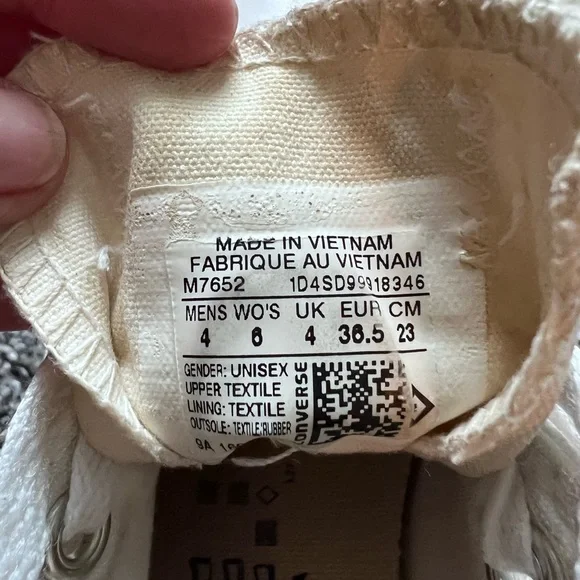 MADE IN VIETNAM
FABRIQUE AU VIETNAM
M7652 1D4SD99918346
MENS WO'S UK EUR CM
4 6 4 36.5 23
GENDER: UNISEX
UPPER TEXTILE
LINING: TEXTILE
OUTSOLE: TEXTILE/RUBBER
CONVERSE
9A